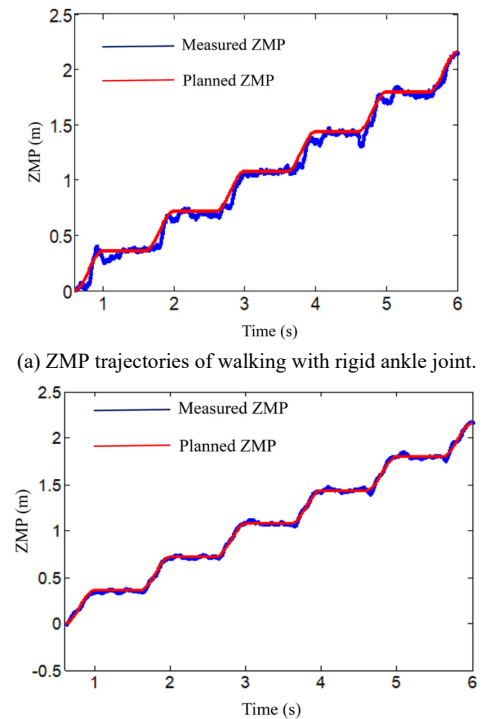 2.5
Measured ZMP
2
Planned ZMP
1.5
ZMP (m)
1
0.5
0
1 2 3 4 5 6
Time (s)
(a) ZMP trajectories of walking with rigid ankle joint.
2.5
Measured ZMP
2
Planned ZMP
1.5
ZMP (m)
1
0.5
0
-0.5
1 2 3 4 5 6
Time (s)